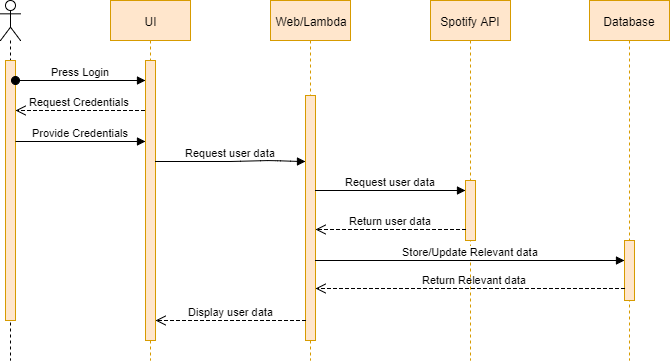 UI
Web/Lambda
Spotify API
Database
Press Login
Request Credentials
Provide Credentials
Request user data
Request user data
Return user data
Store/Update Relevant data
Return Relevant data
Display user data